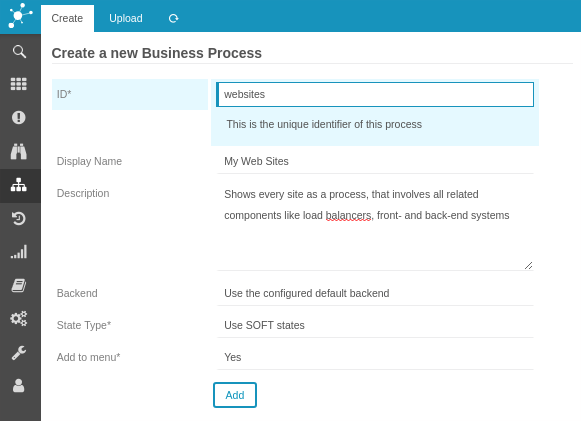 Create Upload
Create a new Business Process
ID* websites
This is the unique identifier of this process
Display Name My Web Sites
Description Shows every site as a process, that involves all related
components like load balancers, front- and back-end systems
Backend Use the configured default backend
State Type* Use SOFT states
Add to menu* Yes
Add